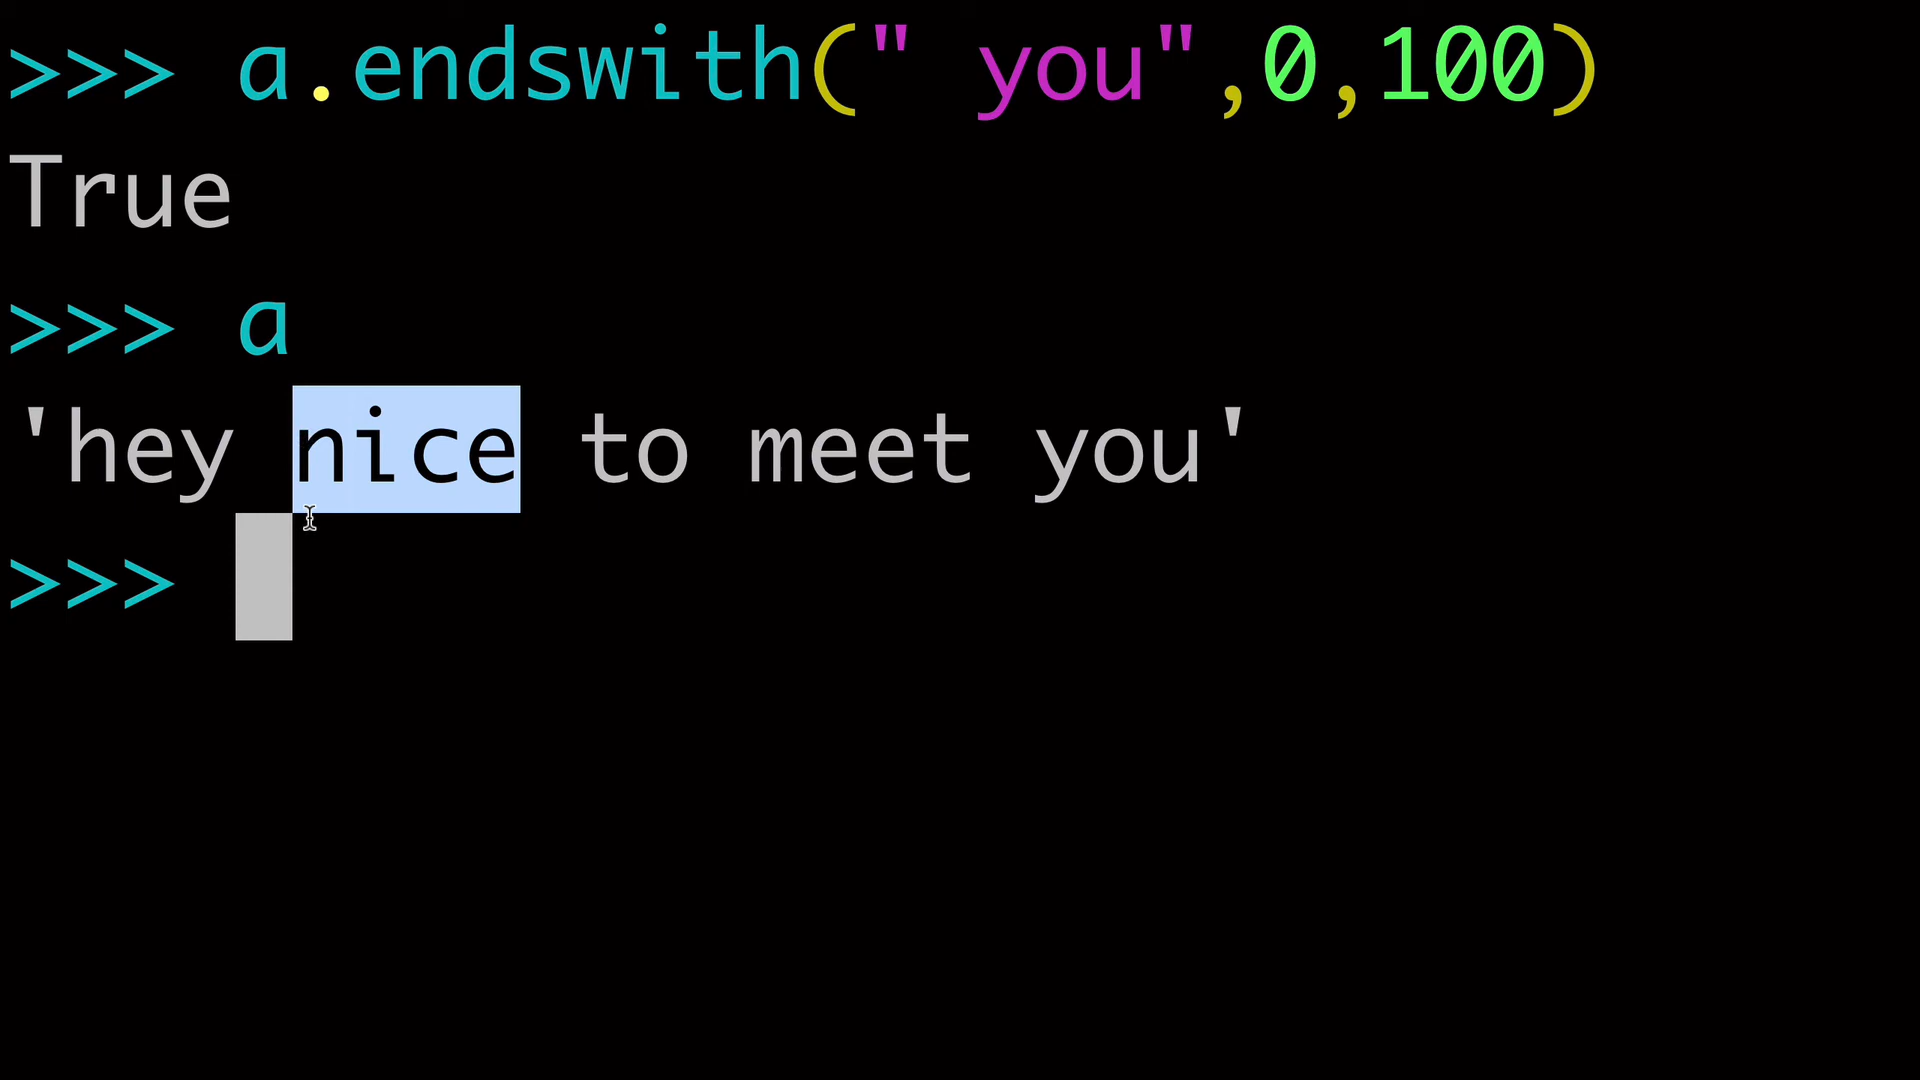 >>> a.endswith(" you",0,100)
True
>>> a
'hey nice to meet you'
>>>